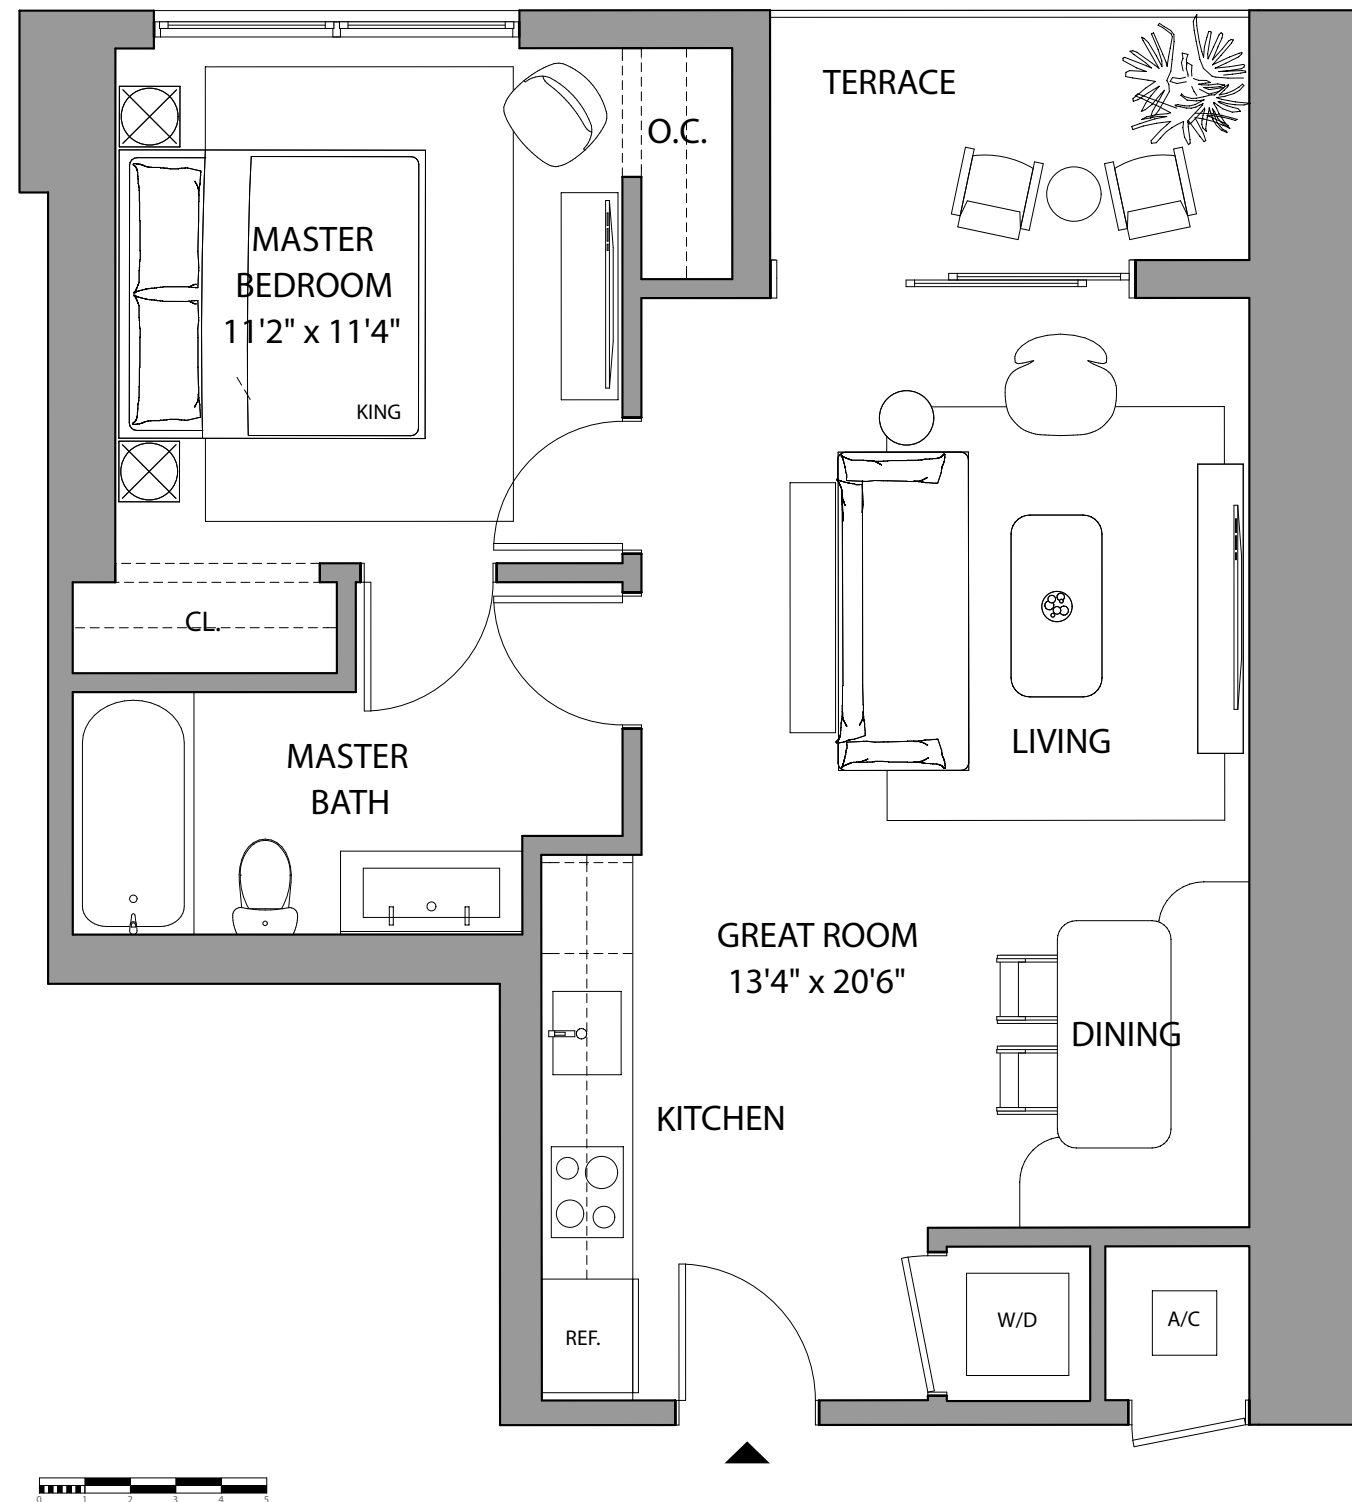 TERRACE
O.C.
MASTER
BEDROOM
11'2" x 11'4"
KING
CL.
LIVING
MASTER
BATH
GREAT ROOM
13'4" x 20'6"
DINING
KITCHEN
W/D
A/C
REF.
0 1 2 3 4 5